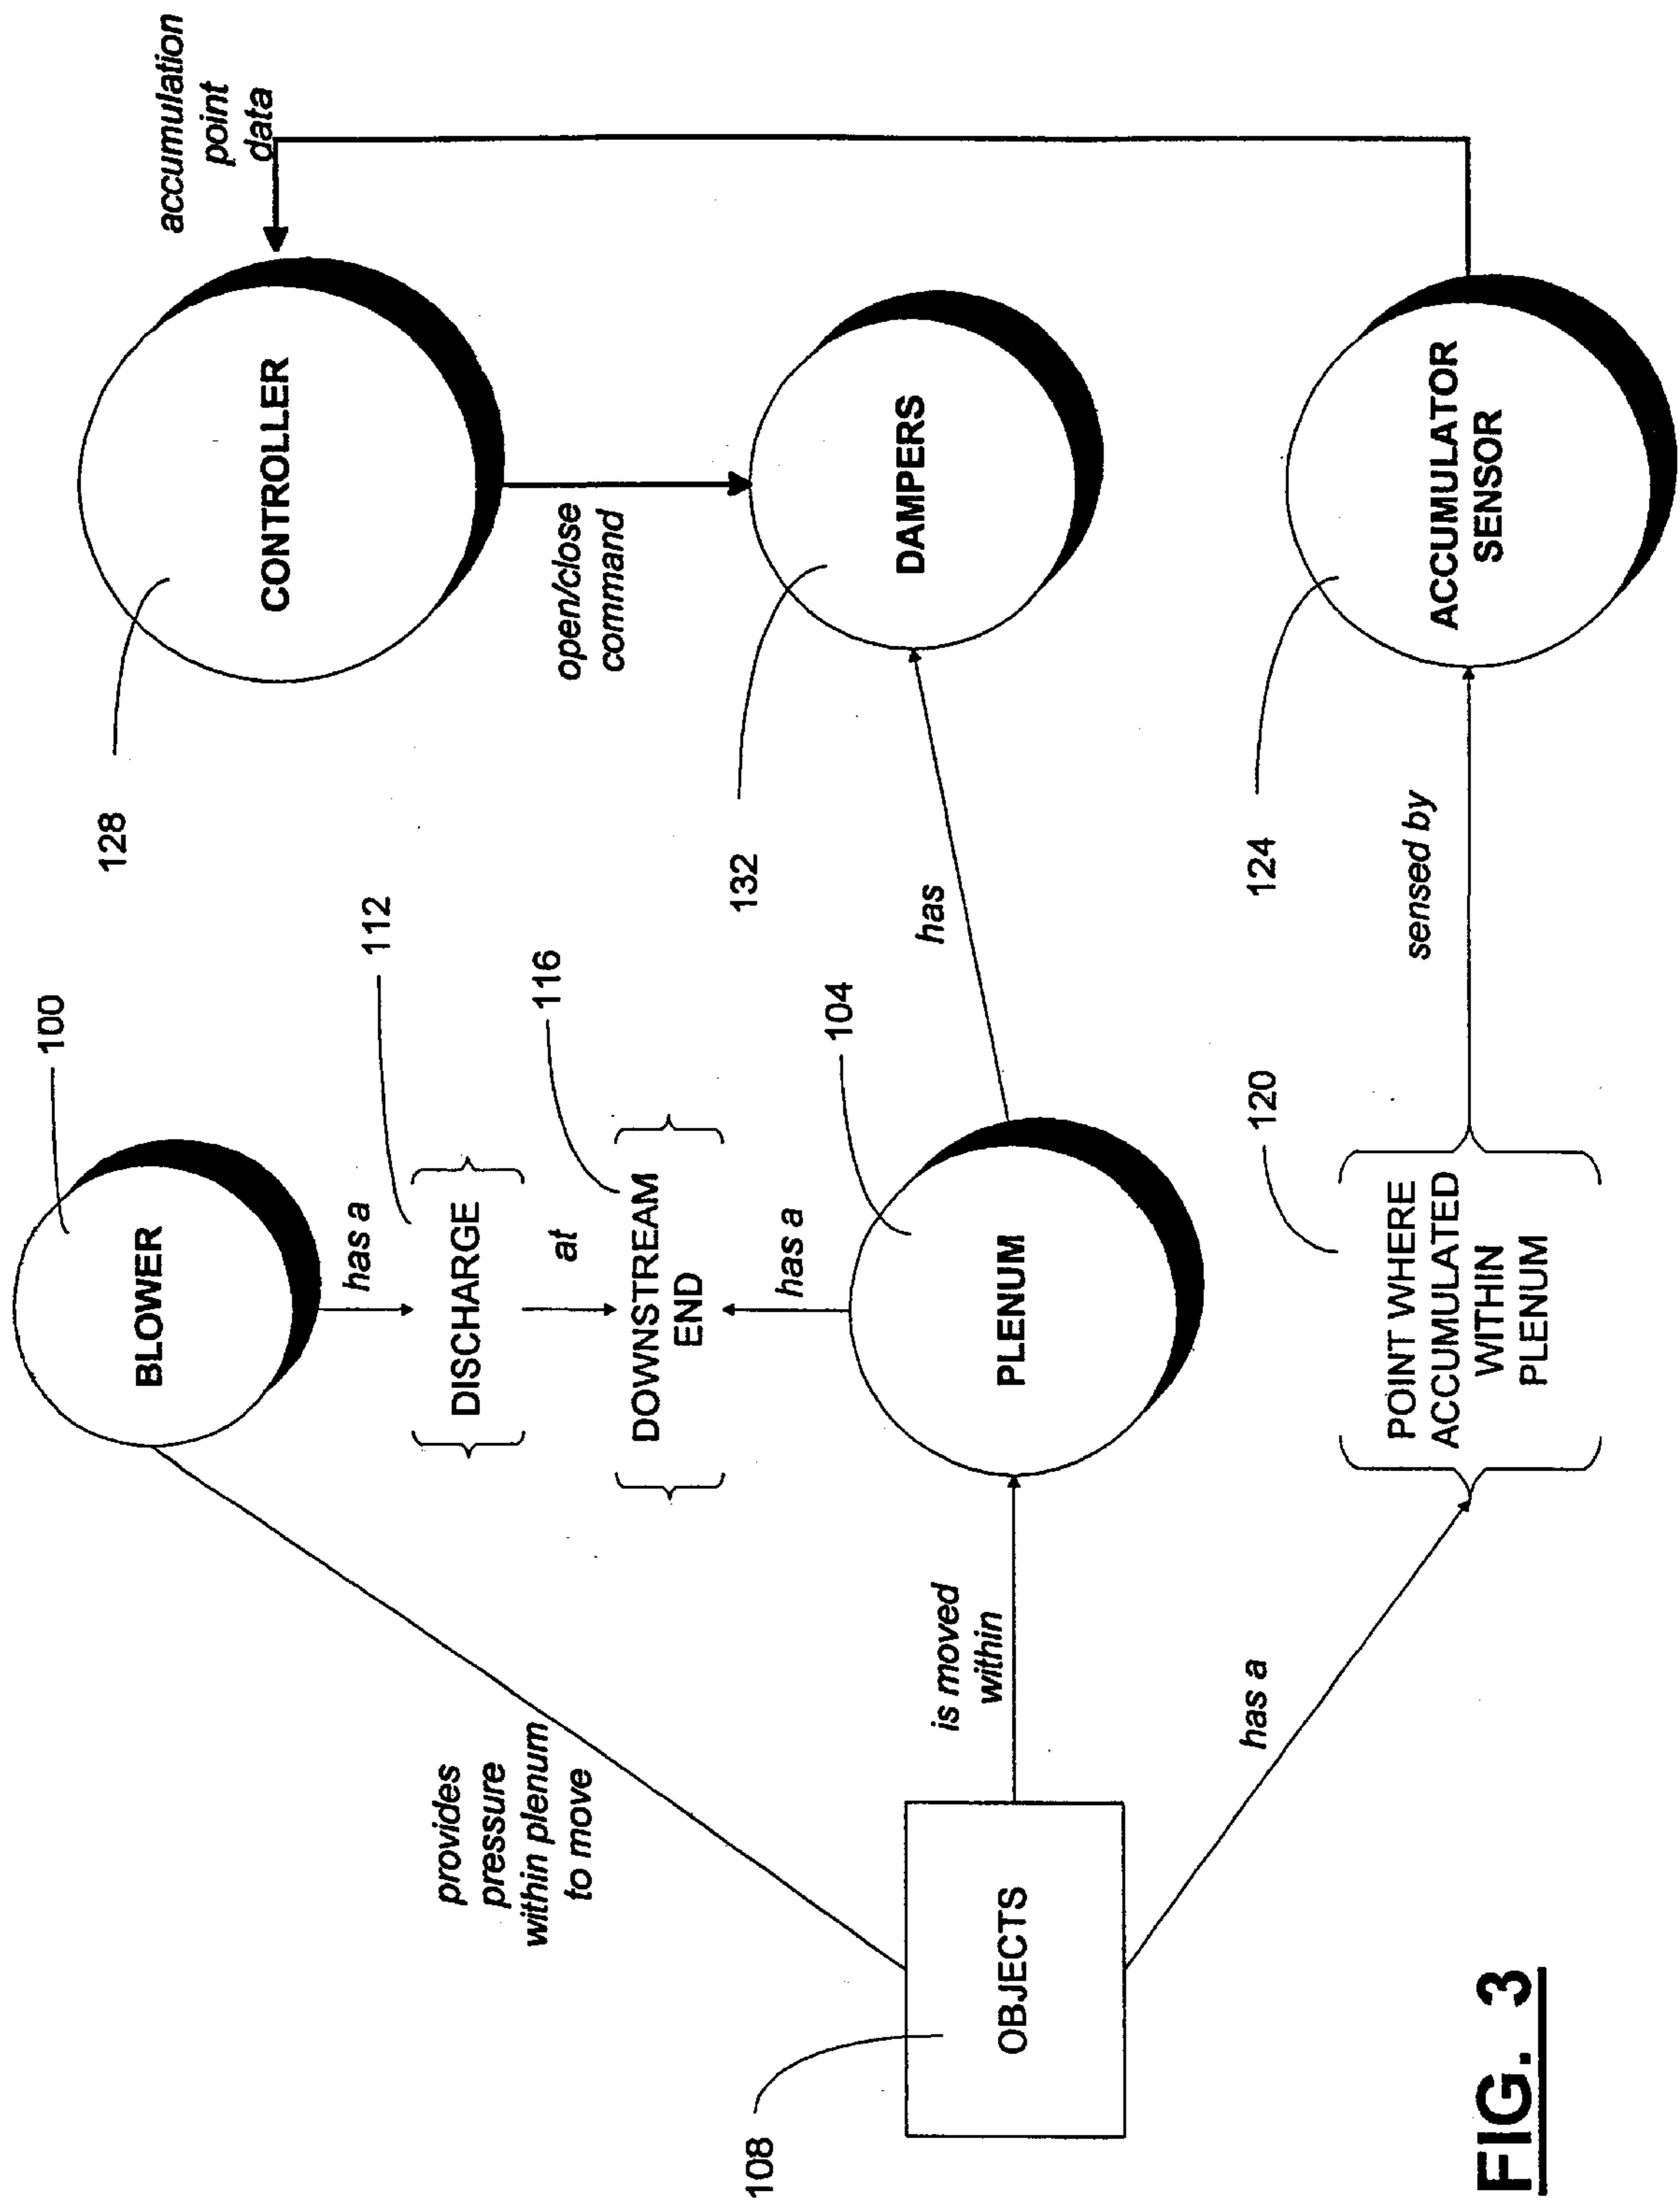 100
BLOWER
provides
pressure
within plenum
to move
has a
112
DISCHARGE
at
116
DOWNSTREAM
END
has a
104
PLENUM
108
OBJECTS
is moved
within
has a
120
POINT WHERE
ACCUMULATED
WITHIN
PLENUM
has
sensed by
128
CONTROLLER
accumulation
point
data
open/close
command
132
DAMPERS
124
ACCUMULATOR
SENSOR
FIG. 3